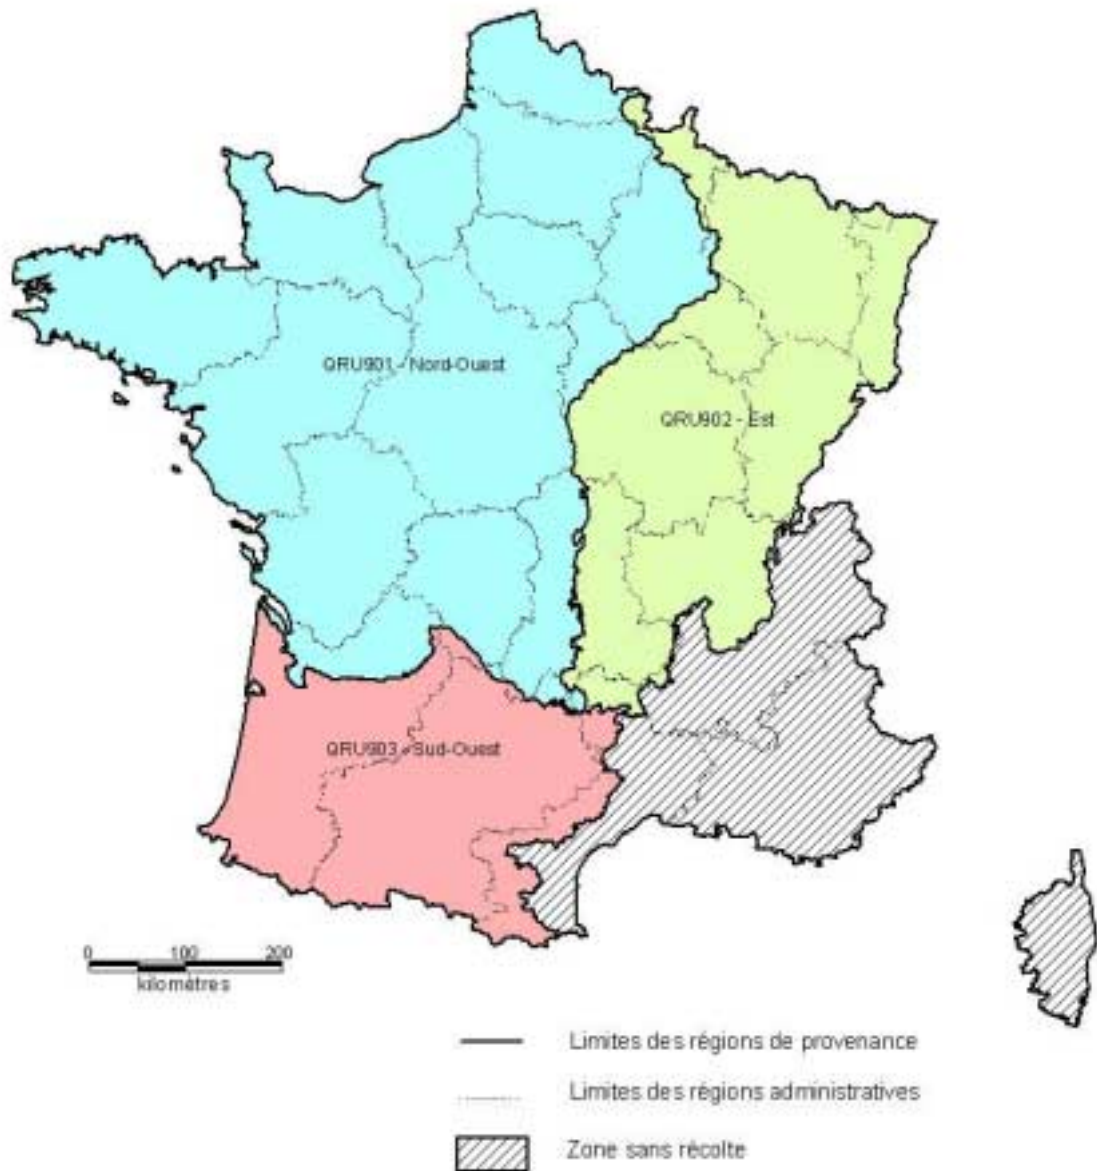 QRU901 - Nord-Ouest
QRU902 - Est
QRU903 - Sud-Ouest
0 100 200
kilomètres
Limites des régions de provenance
Limites des régions administratives
Zone sans récolte